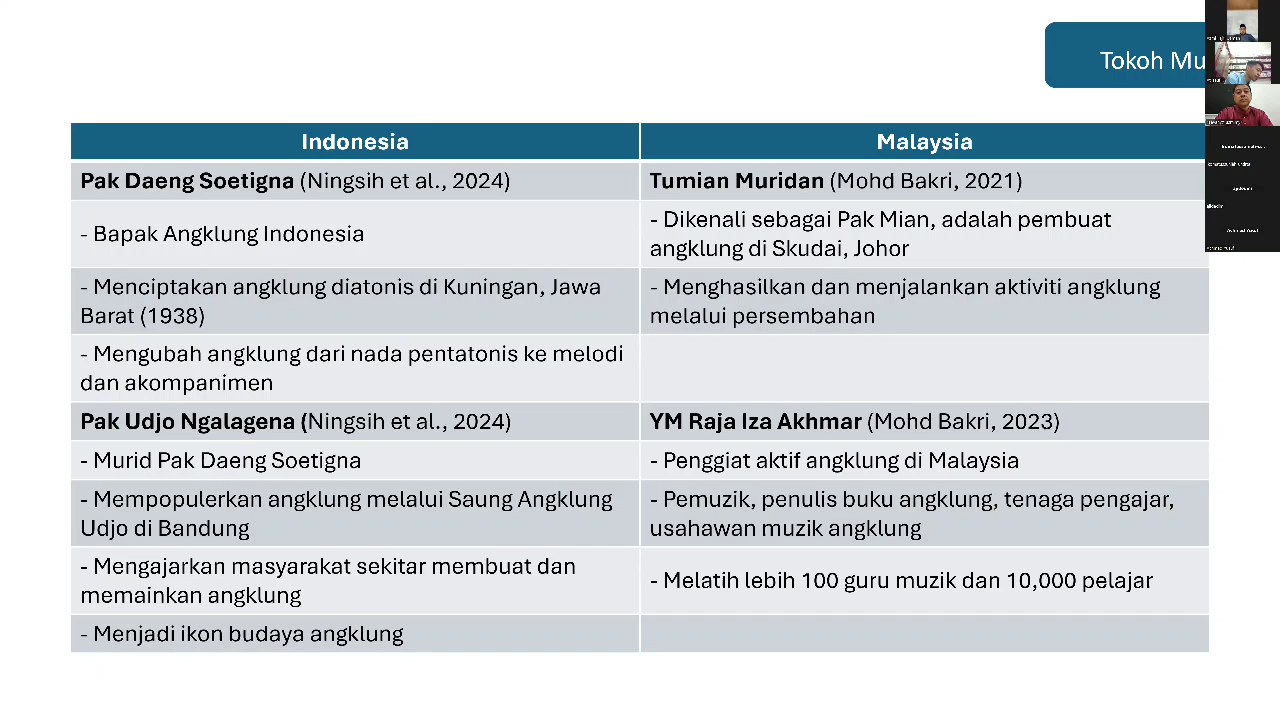 Tokoh Mu
Indonesia
Malaysia
Pak Daeng Soetigna (Ningsih et al., 2024)
Tumian Muridan (Mohd Bakri, 2021)
- Bapak Angklung Indonesia
- Dikenali sebagai Pak Mian, adalah pembuat
angklung di Skudai, Johor
- Menciptakan angklung diatonis di Kuningan, Jawa
Barat (1938)
- Menghasilkan dan menjalankan aktiviti angklung
melalui persembahan
- Mengubah angklung dari nada pentatonis ke melodi
dan akompanimen
Pak Udjo Ngalagena (Ningsih et al., 2024)
YM Raja Iza Akhmar (Mohd Bakri, 2023)
- Murid Pak Daeng Soetigna
- Penggiat aktif angklung di Malaysia
- Mempopulerkan angklung melalui Saung Angklung
Udjo di Bandung
- Pemuzik, penulis buku angklung, tenaga pengajar,
usahawan muzik angklung
- Mengajarkan masyarakat sekitar membuat dan
memainkan angklung
- Melatih lebih 100 guru muzik dan 10,000 pelajar
- Menjadi ikon budaya angklung